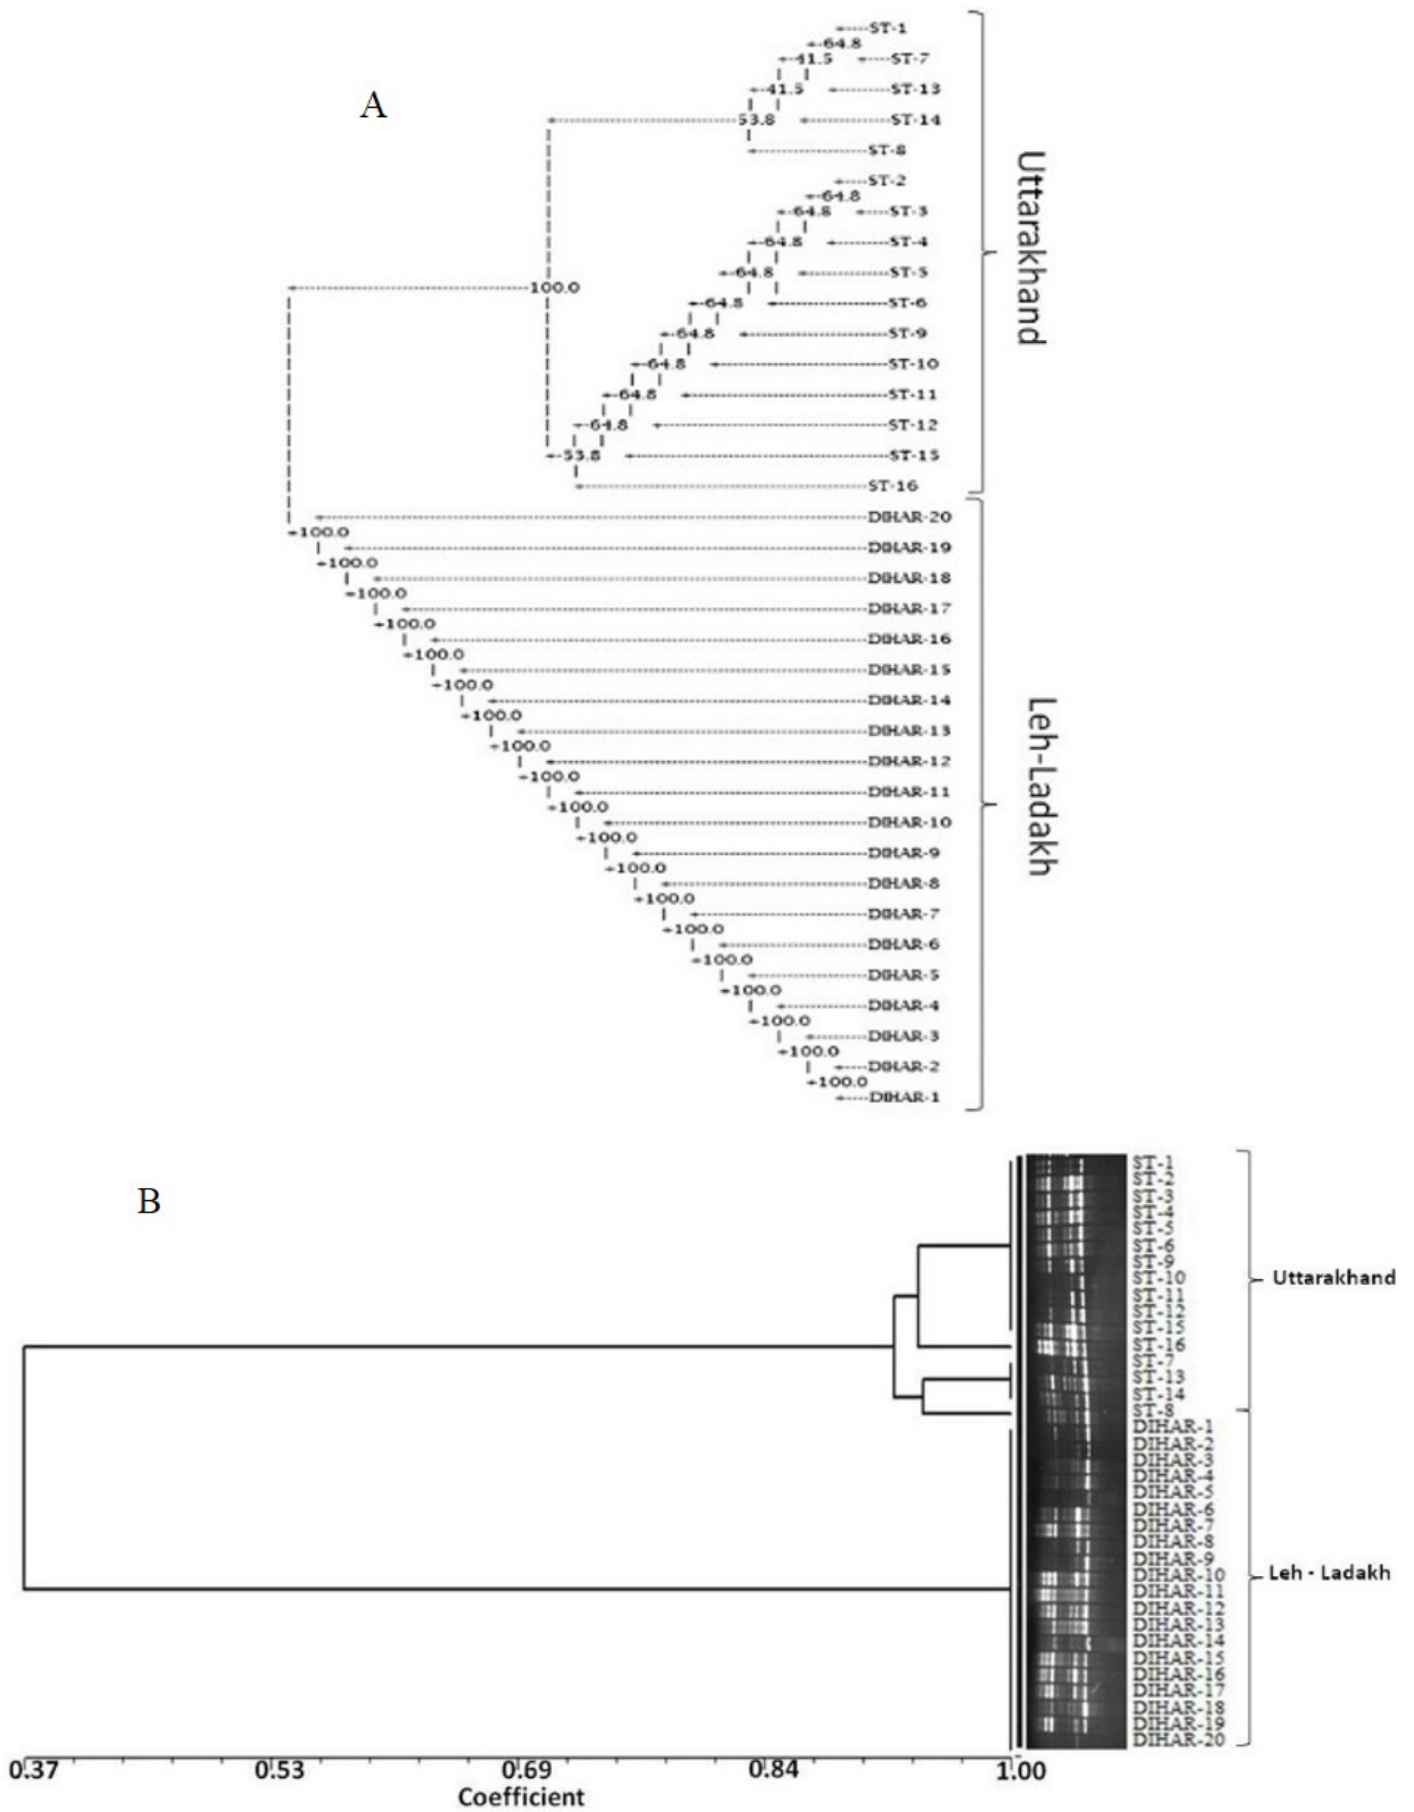 A
ST-1
64.8
41.5
ST-7
41.5
ST-13
53.8
ST-14
ST-8
ST-2
64.8
64.8
ST-3
64.8
ST-4
64.8
ST-5
100.0
64.8
ST-6
64.8
ST-9
64.8
ST-10
64.8
ST-11
64.8
ST-12
53.8
ST-15
ST-16
Uttarakhand
DIHAR-20
100.0
DIHAR-19
100.0
DIHAR-18
100.0
DIHAR-17
100.0
DIHAR-16
100.0
DIHAR-15
100.0
DIHAR-14
100.0
DIHAR-13
100.0
DIHAR-12
100.0
DIHAR-11
100.0
DIHAR-10
100.0
DIHAR-9
100.0
DIHAR-8
100.0
DIHAR-7
100.0
DIHAR-6
100.0
DIHAR-5
100.0
DIHAR-4
100.0
DIHAR-3
100.0
DIHAR-2
100.0
DIHAR-1
Leh-Ladakh
B
ST-1
ST-2
ST-3
ST-4
ST-5
ST-6
ST-9
ST-10
ST-11
ST-12
ST-15
ST-16
ST-7
ST-13
ST-14
ST-8
Uttarakhand
DIHAR-1
DIHAR-2
DIHAR-3
DIHAR-4
DIHAR-5
DIHAR-6
DIHAR-7
DIHAR-8
DIHAR-9
DIHAR-10
DIHAR-11
DIHAR-12
DIHAR-13
DIHAR-14
DIHAR-15
DIHAR-16
DIHAR-17
DIHAR-18
DIHAR-19
DIHAR-20
Leh - Ladakh
0.37 0.53 0.69 0.84 1.00
Coefficient